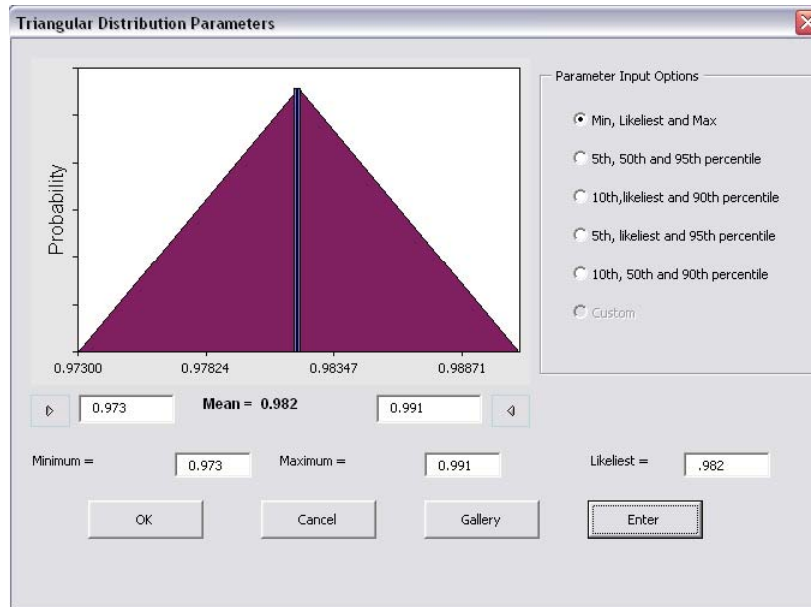 Triangular Distribution Parameters
Probability
0.97300 0.97824 0.98347 0.98871
0.973 Mean = 0.982 0.991
Minimum = 0.973 Maximum = 0.991 Likeliest = .982
OK Cancel Gallery Enter
Parameter Input Options
Min, Likeliest and Max
5th, 50th and 95th percentile
10th,likeliest and 90th percentile
5th, likeliest and 95th percentile
10th, 50th and 90th percentile
Custom